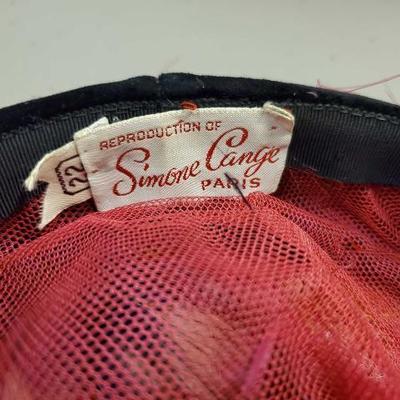 REPRODUCTION OF
Simone Cange
PARIS
22